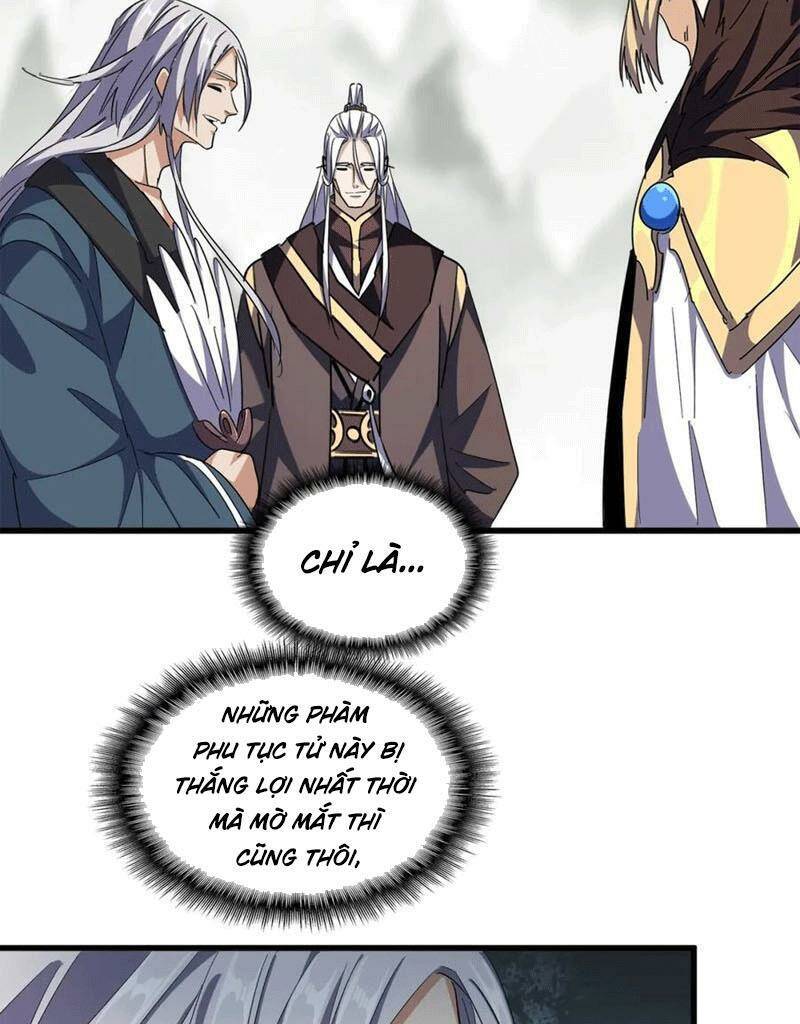 CHỈ LÀ...
NHỮNG PHÀM
PHU TỤC TỬ NÀY BỊ
THẮNG LỢI NHẤT THỜI
MÀ MỜ MẮT THÌ
CŨNG THÔI,